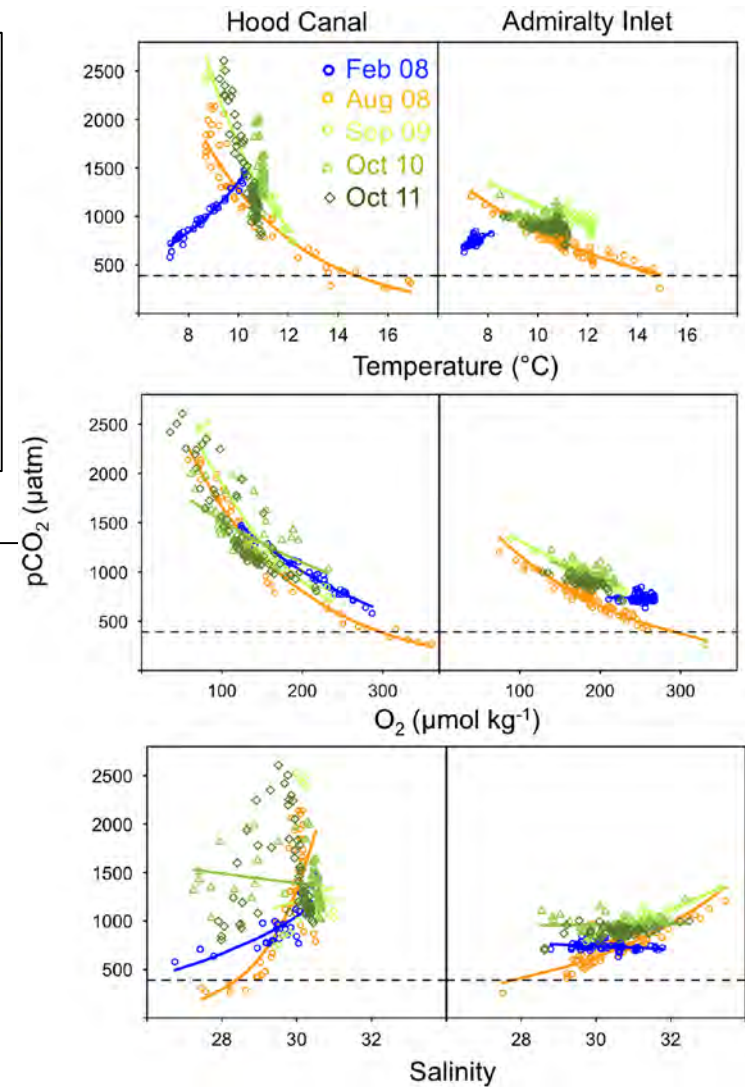 Hood Canal Admiralty Inlet
2500
2000
1500
1000
500
Feb 08
Aug 08
Sep 09
Oct 10
Oct 11
8 10 12 14 16 8 10 12 14 16
Temperature (°C)
pCO₂ (µatm)
2500
2000
1500
1000
500
100 200 300 100 200 300
O₂ (µmol kg⁻¹)
2500
2000
1500
1000
500
28 30 32 28 30 32
Salinity